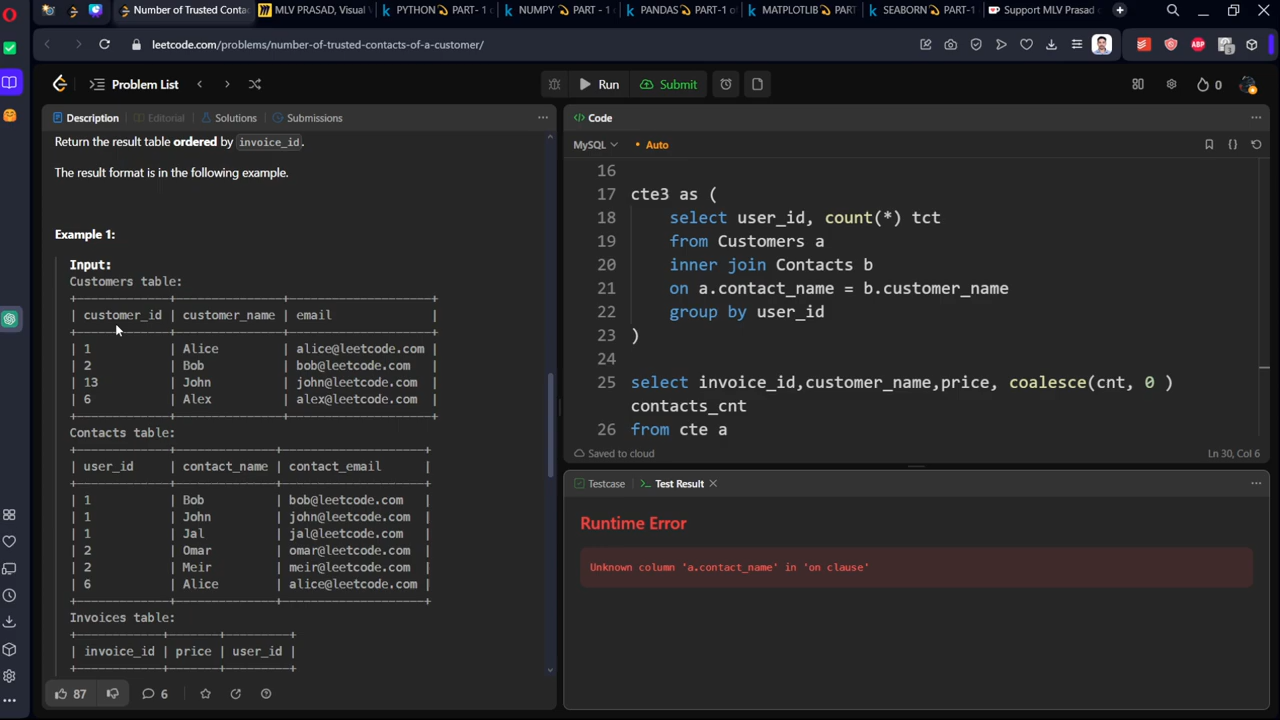 Number of Trusted Conta
MLV PRASAD, Visual
PYTHON PART- 1
NUMPY PART - 1
PANDAS PART-1 o
MATPLOTLIB PART
SEABORN PART-1
Support MLV Prasad
leetcode.com/problems/number-of-trusted-contacts-of-a-customer/
ABP
Problem List
Run
Submit
0
Description
Editorial
Solutions
Submissions
Return the result table ordered by invoice_id.
The result format is in the following example.
Example 1:
Input:
Customers table:
+-------------+---------------+--------------------+
| customer_id | customer_name | email              |
+-------------+---------------+--------------------+
| 1           | Alice         | alice@leetcode.com |
| 2           | Bob           | bob@leetcode.com   |
| 13          | John          | john@leetcode.com  |
| 6           | Alex          | alex@leetcode.com  |
+-------------+---------------+--------------------+
Contacts table:
+-------------+--------------+--------------------+
| user_id     | contact_name | contact_email      |
+-------------+--------------+--------------------+
| 1           | Bob          | bob@leetcode.com   |
| 1           | John         | john@leetcode.com  |
| 1           | Jal          | jal@leetcode.com   |
| 2           | Omar         | omar@leetcode.com  |
| 2           | Meir         | meir@leetcode.com  |
| 6           | Alice        | alice@leetcode.com |
+-------------+--------------+--------------------+
Invoices table:
+------------+-------+---------+
| invoice_id | price | user_id |
+------------+-------+---------+
87
6
Code
MySQL
Auto
16
17 cte3 as (
18 select user_id, count(*) tct
19 from Customers a
20 inner join Contacts b
21 on a.contact_name = b.customer_name
22 group by user_id
23 )
24
25 select invoice_id,customer_name,price, coalesce(cnt, 0 )
contacts_cnt
26 from cte a
Saved to cloud
Ln 30, Col 6
Testcase
Test Result
Runtime Error
Unknown column 'a.contact_name' in 'on clause'